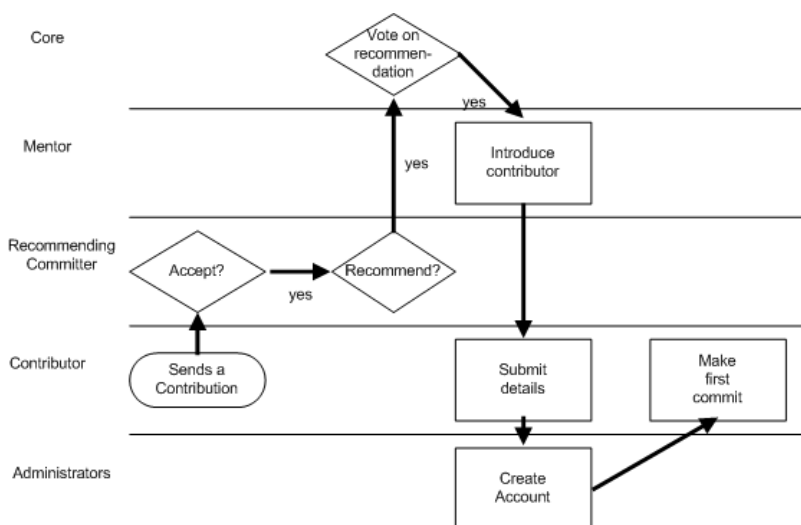 Core
Vote on
recommen-
dation
yes
Mentor
Introduce
contributor
yes
Recommending
Committer
Accept?
yes
Recommend?
Contributor
Sends a
Contribution
Submit
details
Make
first
commit
Administrators
Create
Account